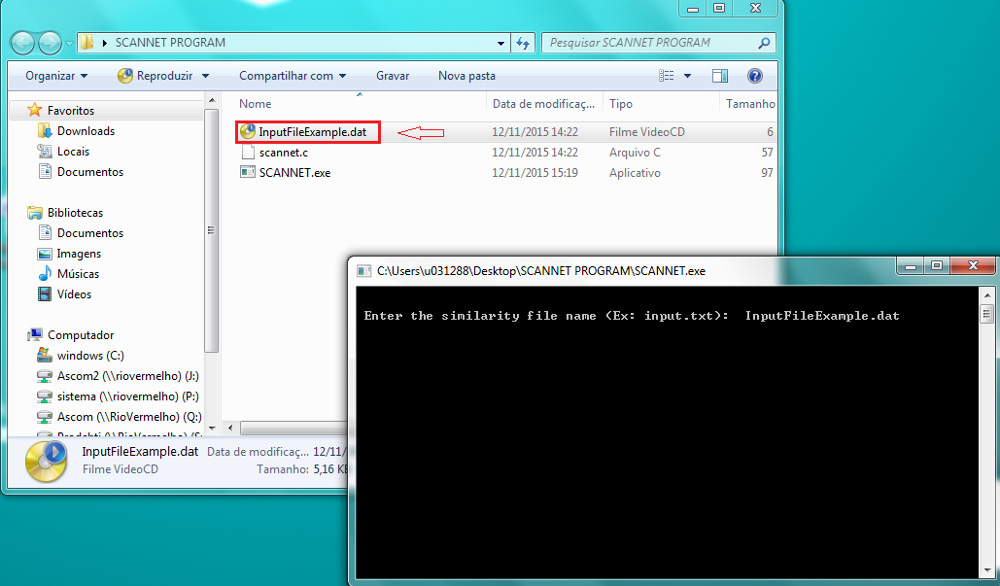 SCANNET PROGRAM
Pesquisar SCANNET PROGRAM
Organizar Reproduzir Compartilhar com Gravar Nova pasta
Nome Data de modificaç... Tipo Tamanho
InputFileExample.dat 12/11/2015 14:22 Filme VideoCD 6
scannet.c 12/11/2015 14:22 Arquivo C 57
SCANNET.exe 12/11/2015 15:19 Aplicativo 97
Favoritos
Downloads
Locais
Documentos
Bibliotecas
Documentos
Imagens
Músicas
Vídeos
Computador
windows (C:)
Ascom2 (\\riovermelho) (J:)
sistema (\\riovermelho) (P:)
Ascom (\\RioVermelho) (Q:)
InputFileExample.dat Data de modificaç... 12/11/
Filme VideoCD Tamanho: 5,16 KB
C:\Users\u031288\Desktop\SCANNET PROGRAM\SCANNET.exe
Enter the similarity file name (Ex: input.txt): InputFileExample.dat